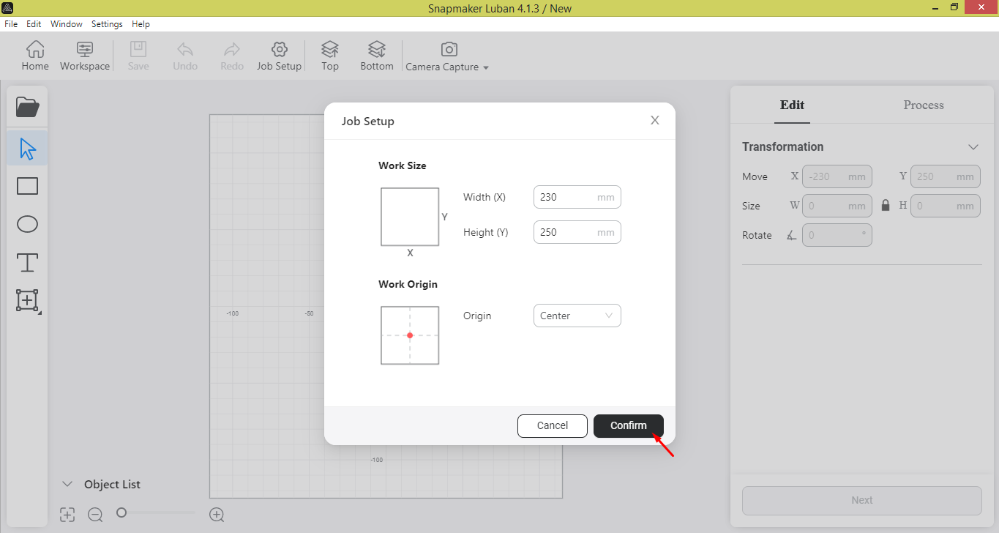 Snapmaker Luban 4.1.3 / New
File Edit Window Settings Help
Home Workspace Save Undo Redo Job Setup Top Bottom Camera Capture
Job Setup
X
Work Size
Width (X) 230 mm
Y
Height (Y) 250 mm
X
Work Origin
Origin Center
Cancel Confirm
-100 -50
-100
Object List
Edit Process
Transformation
Move X -230 mm Y 250 mm
Size W 0 mm H 0 mm
Rotate 0 °
Next